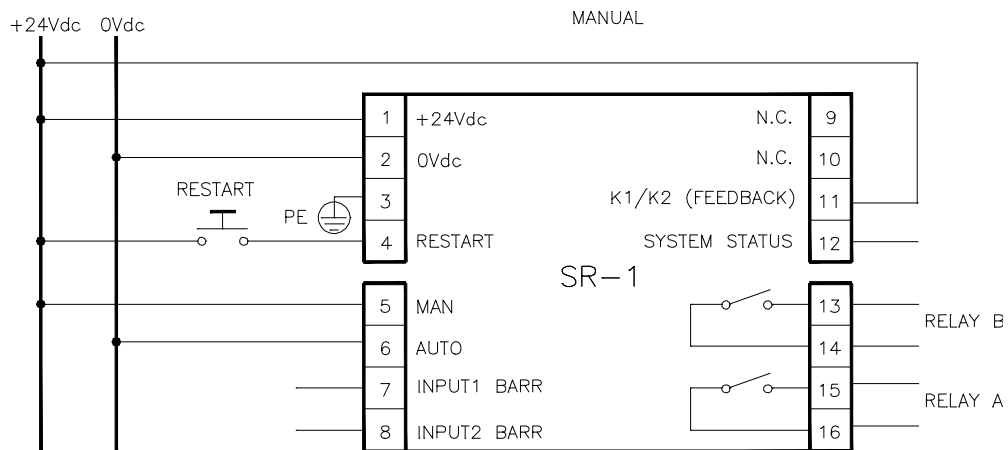 MANUAL
+24Vdc 0Vdc
1 +24Vdc N.C. 9
2 0Vdc N.C. 10
RESTART
PE 3 K1/K2 (FEEDBACK) 11
4 RESTART SYSTEM STATUS 12
SR-1
5 MAN 13
RELAY B
6 AUTO 14
7 INPUT1 BARR 15
RELAY A
8 INPUT2 BARR 16